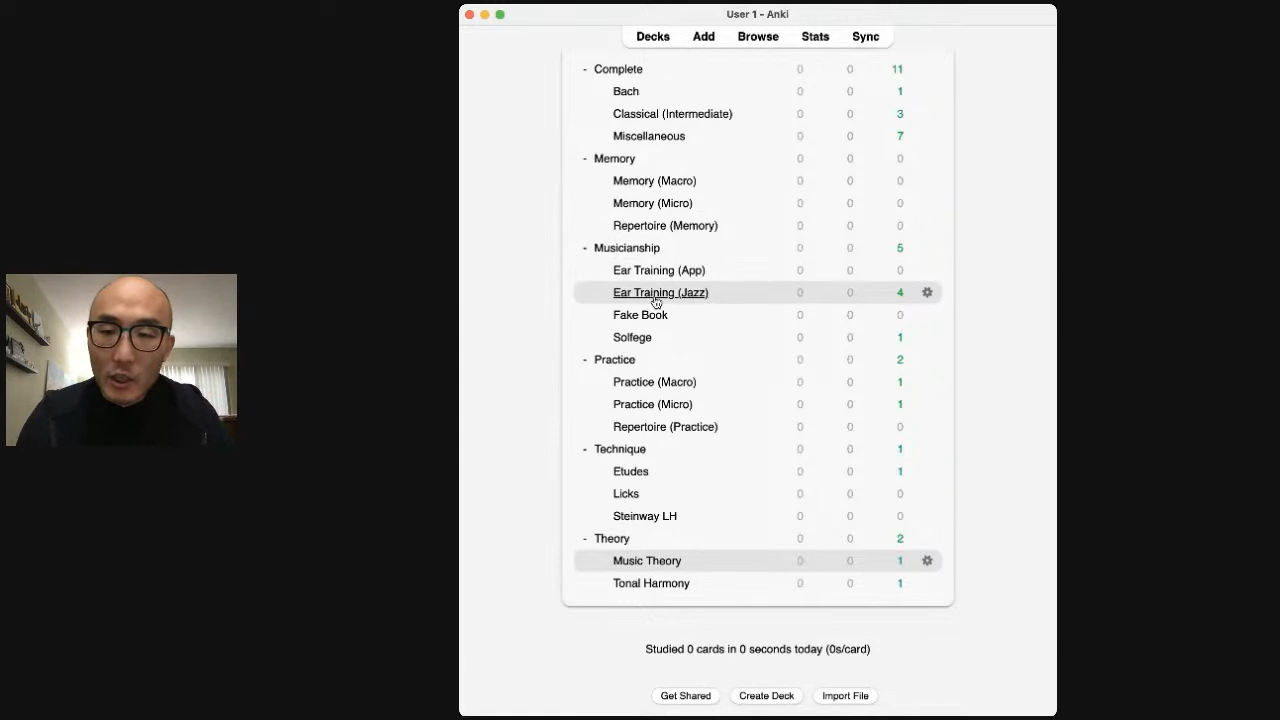 User 1 - Anki
Decks Add Browse Stats Sync
- Complete 0 0 11
Bach 0 0 1
Classical (Intermediate) 0 0 3
Miscellaneous 0 0 7
- Memory 0 0 0
Memory (Macro) 0 0 0
Memory (Micro) 0 0 0
Repertoire (Memory) 0 0 0
- Musicianship 0 0 5
Ear Training (App) 0 0 0
Ear Training (Jazz) 0 0 4
Fake Book 0 0 0
Solfege 0 0 1
- Practice 0 0 2
Practice (Macro) 0 0 1
Practice (Micro) 0 0 1
Repertoire (Practice) 0 0 0
- Technique 0 0 1
Etudes 0 0 1
Licks 0 0 0
Steinway LH 0 0 0
- Theory 0 0 2
Music Theory 0 0 1
Tonal Harmony 0 0 1
Studied 0 cards in 0 seconds today (0s/card)
Get Shared Create Deck Import File